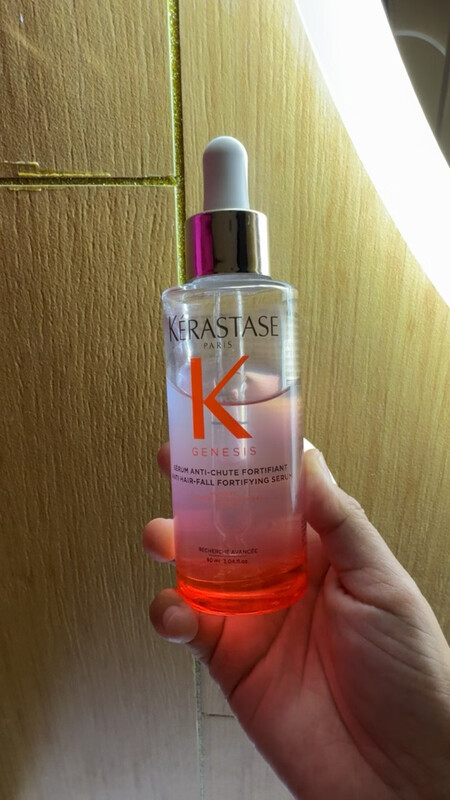 KÉRASTASE
PARIS
K
GENESIS
SÉRUM ANTI-CHUTE FORTIFIANT
ANTI HAIR-FALL FORTIFYING SERUM
RECHERCHE AVANCÉE